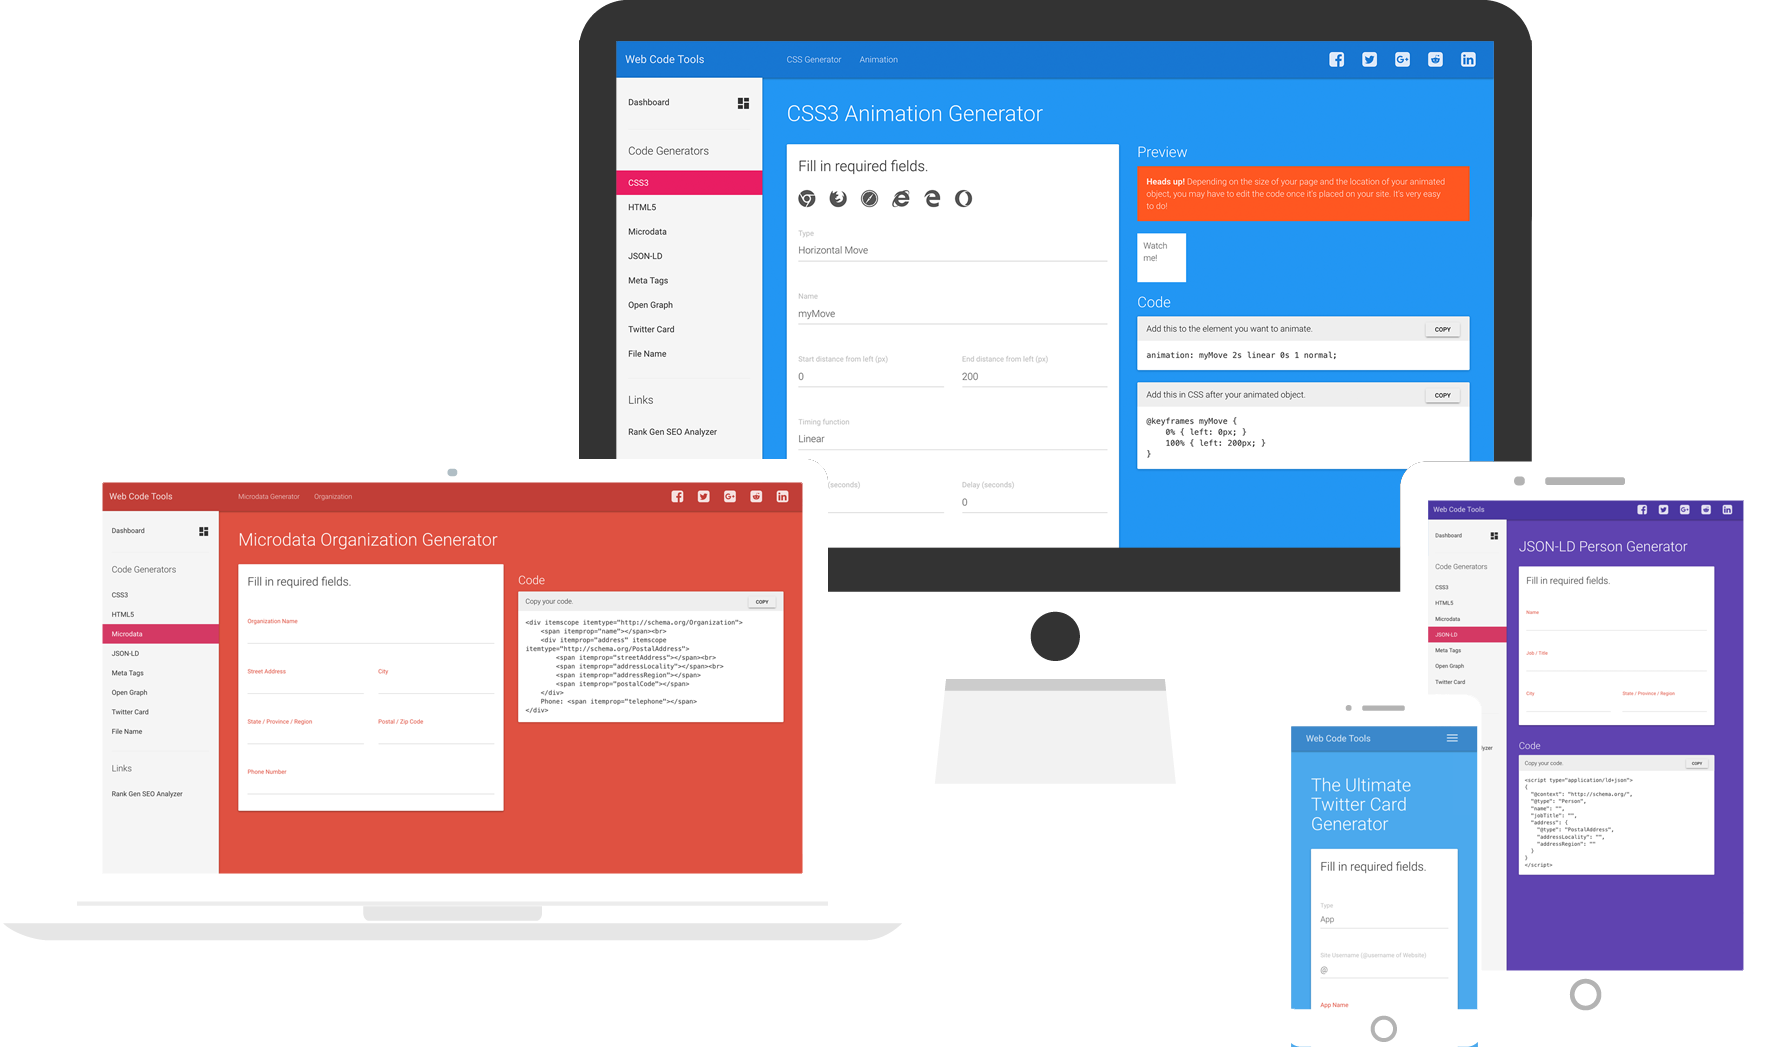 Web Code Tools
CSS Generator
Animation
Dashboard
Code Generators
CSS3
HTML5
Microdata
JSON-LD
Meta Tags
Open Graph
Twitter Card
File Name
Links
Rank Gen SEO Analyzer
CSS3 Animation Generator
Fill in required fields.
Type
Horizontal Move
Name
myMove
Start distance from left (px)
End distance from left (px)
0
200
Timing function
Linear
(seconds)
Delay (seconds)
0
Preview
Heads up! Depending on the size of your page and the location of your animated
object, you may have to edit the code once it's placed on your site. It's very easy
to do!
Watch
me!
Code
Add this to the element you want to animate.
COPY
animation: myMove 2s linear 0s 1 normal;
Add this in CSS after your animated object.
COPY
@keyframes myMove {
0% { left: 0px; }
100% { left: 200px; }
}
Web Code Tools
Microdata Generator
Organization
Dashboard
Code Generators
CSS3
HTML5
Microdata
JSON-LD
Meta Tags
Open Graph
Twitter Card
File Name
Links
Rank Gen SEO Analyzer
Microdata Organization Generator
Fill in required fields.
Organization Name
Street Address
City
State / Province / Region
Postal / Zip Code
Phone Number
Code
Copy your code.
COPY
<div itemscope itemtype="http://schema.org/Organization">
<span itemprop="name"></span><br>
<div itemprop="address" itemscope
itemtype="http://schema.org/PostalAddress">
<span itemprop="streetAddress"></span><br>
<span itemprop="addressLocality"></span><br>
<span itemprop="addressRegion"></span>
<span itemprop="postalCode"></span>
</div>
Phone: <span itemprop="telephone"></span>
</div>
Web Code Tools
Dashboard
Code Generators
CSS3
HTML5
Microdata
JSON-LD
Meta Tags
Open Graph
Twitter Card
lyzer
JSON-LD Person Generator
Fill in required fields.
Name
Job / Title
City
State / Province / Region
Code
Copy your code.
COPY
<script type="application/ld+json">
{
"@context": "http://schema.org/",
"@type": "Person",
"name": "",
"jobTitle": "",
"address": {
"@type": "PostalAddress",
"addressLocality": "",
"addressRegion": ""
}
}
</script>
Web Code Tools
The Ultimate
Twitter Card
Generator
Fill in required fields.
Type
App
Site Username (@username of Website)
@
App Name